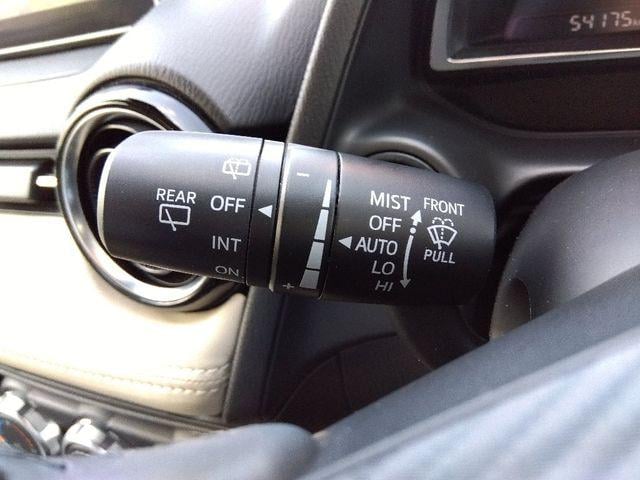 54175
REAR
OFF
INT
ON
−
+
MIST
OFF
AUTO
LO
HI
FRONT
PULL